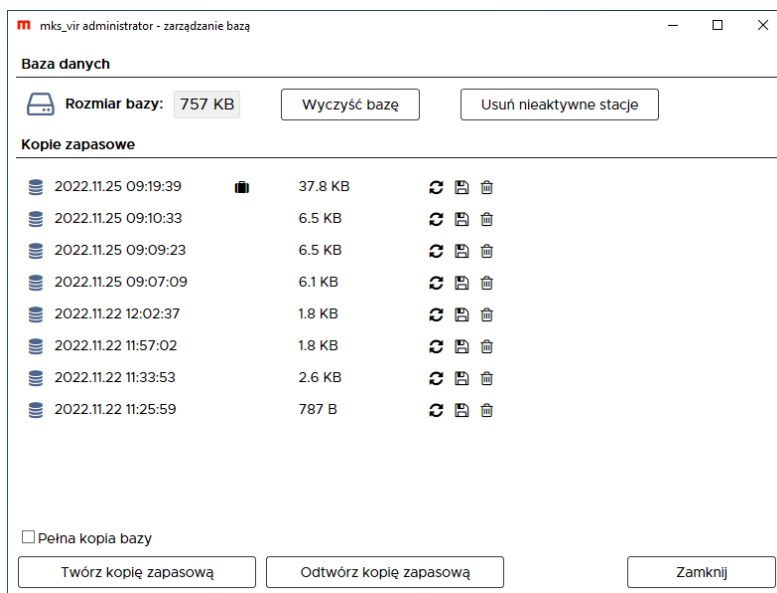 mks_vir administrator - zarządzanie bazą
Baza danych
Rozmiar bazy: 757 KB Wyczyść bazę Usuń nieaktywne stacje
Kopie zapasowe
2022.11.25 09:19:39 37.8 KB
2022.11.25 09:10:33 6.5 KB
2022.11.25 09:09:23 6.5 KB
2022.11.25 09:07:09 6.1 KB
2022.11.22 12:02:37 1.8 KB
2022.11.22 11:57:02 1.8 KB
2022.11.22 11:33:53 2.6 KB
2022.11.22 11:25:59 787 B
Pełna kopia bazy
Twórz kopię zapasową Odtwórz kopię zapasową Zamknij